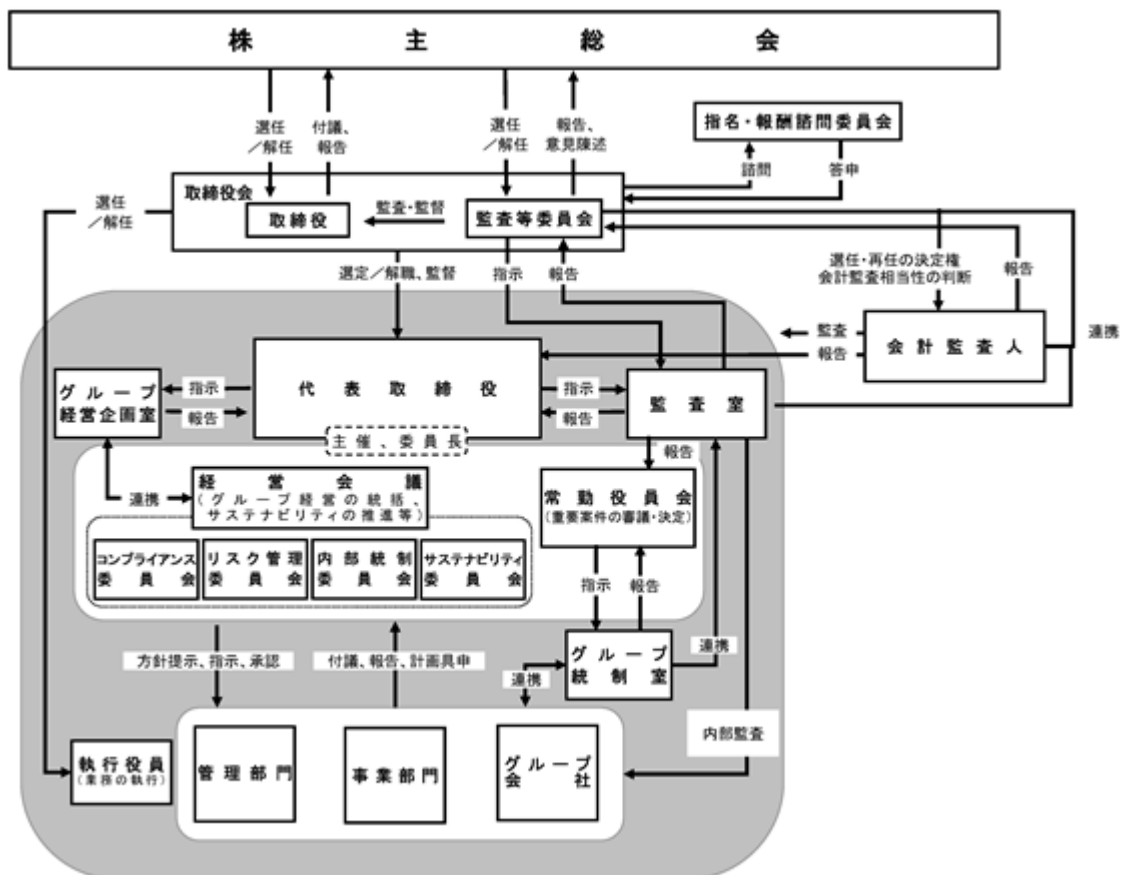 株主総会
選任
／解任
付議、
報告
選任
／解任
報告、
意見陳述
指名・報酬諮問委員会
諮問
答申
選任
／解任
取締役会
取締役
監査・監督
監査等委員会
選定／解職、監督
指示
報告
選任・再任の決定権
会計監査相当性の判断
報告
監査
報告
会計監査人
連携
グループ
経営企画室
指示
報告
代表取締役
主催、委員長
指示
報告
監査室
報告
連携
経営会議
（グループ経営の統括、
サステナビリティの推進等）
常勤役員会
（重要案件の審議・決定）
コンプライアンス
委員会
リスク管理
委員会
内部統制
委員会
サステナビリティ
委員会
指示
報告
方針提示、指示、承認
付議、報告、計画具申
連携
グループ
統制室
連携
内部監査
執行役員
（業務の執行）
管理部門
事業部門
グループ
会社